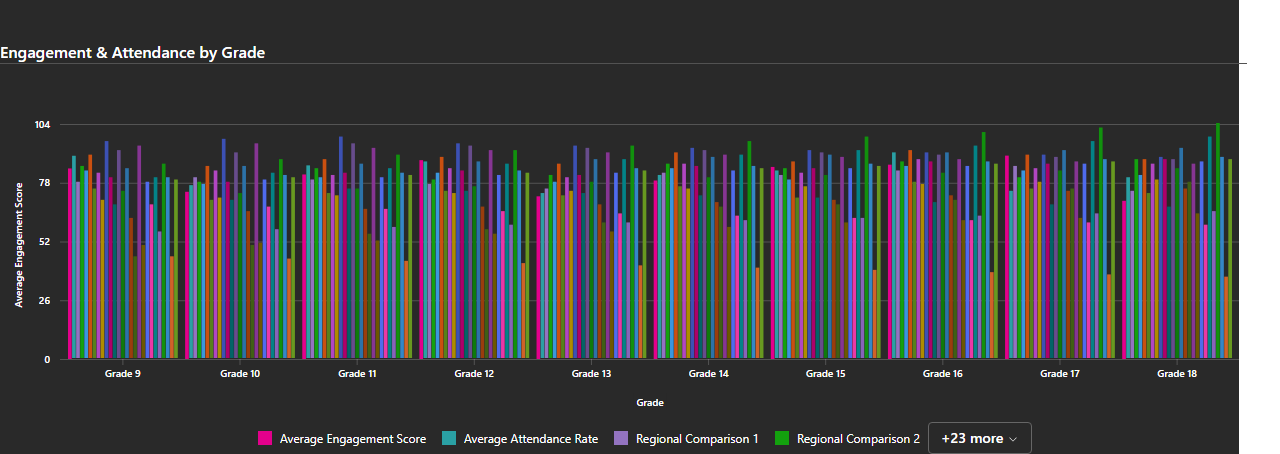 Engagement & Attendance by Grade
104
78
52
26
0
Average Engagement Score
Grade 9 Grade 10 Grade 11 Grade 12 Grade 13 Grade 14 Grade 15 Grade 16 Grade 17 Grade 18
Grade
Average Engagement Score Average Attendance Rate Regional Comparison 1 Regional Comparison 2 +23 more